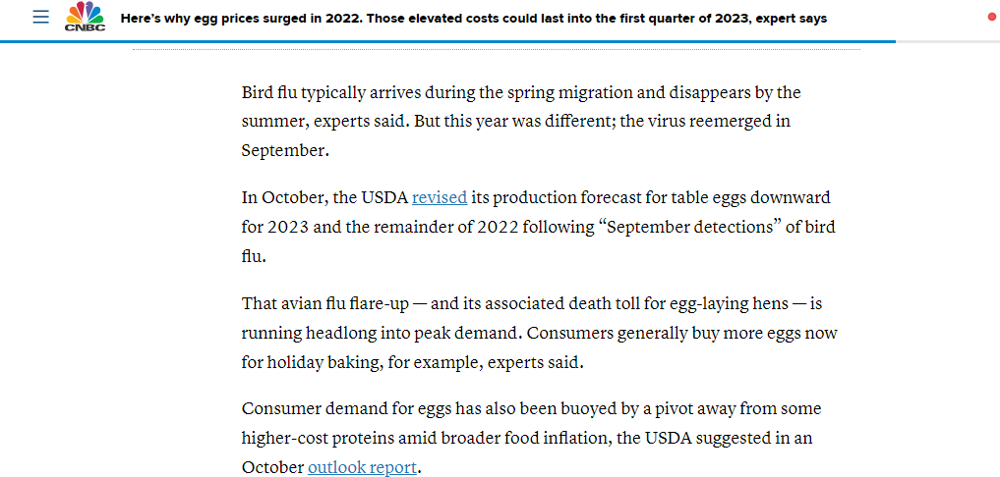 CNBC
Here’s why egg prices surged in 2022. Those elevated costs could last into the first quarter of 2023, expert says
Bird flu typically arrives during the spring migration and disappears by the
summer, experts said. But this year was different; the virus reemerged in
September.
In October, the USDA revised its production forecast for table eggs downward
for 2023 and the remainder of 2022 following “September detections” of bird
flu.
That avian flu flare-up — and its associated death toll for egg-laying hens — is
running headlong into peak demand. Consumers generally buy more eggs now
for holiday baking, for example, experts said.
Consumer demand for eggs has also been buoyed by a pivot away from some
higher-cost proteins amid broader food inflation, the USDA suggested in an
October outlook report.